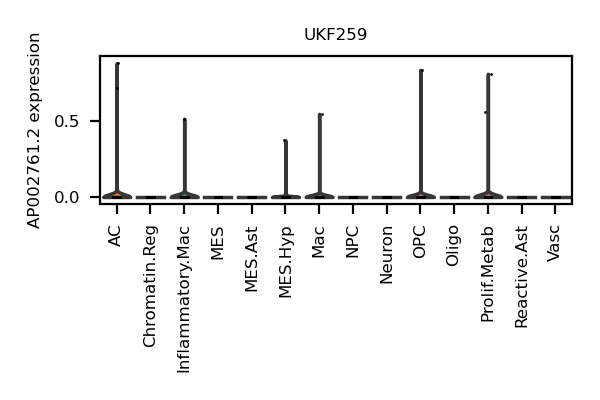 UKF259
AP002761.2 expression
0.5
0.0
AC
Chromatin.Reg
Inflammatory.Mac
MES
MES.Ast
MES.Hyp
Mac
NPC
Neuron
OPC
Oligo
Prolif.Metab
Reactive.Ast
Vasc